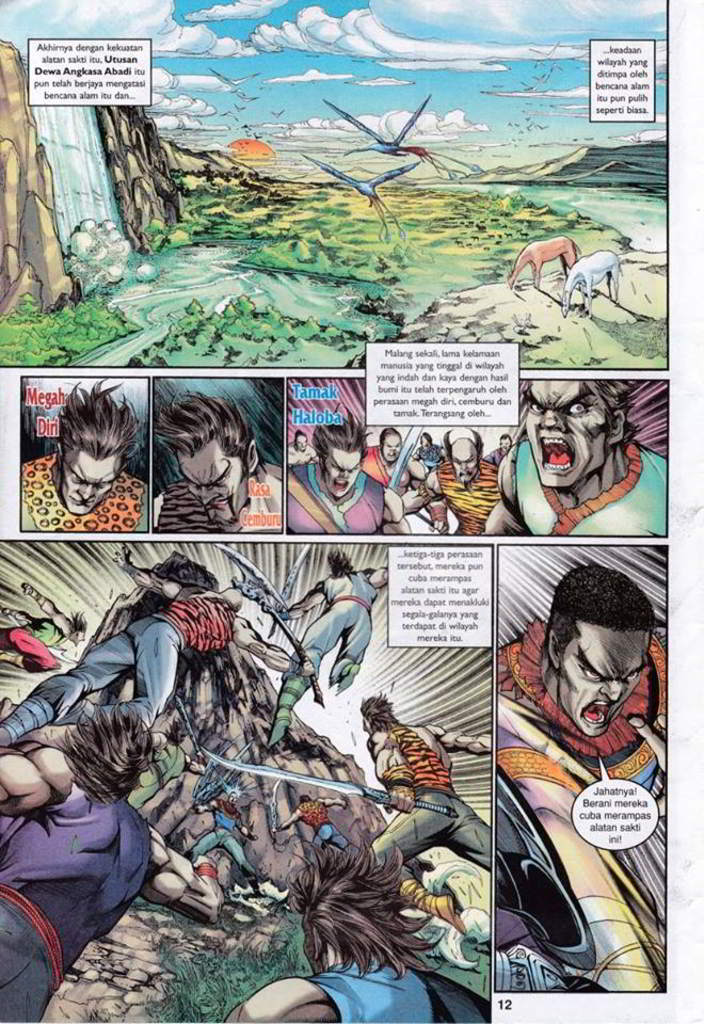 Akhirnya dengan kekuatan
alatan sakti itu, Utusan
Dewa Angkasa Abadi itu
pun telah berjaya mengatasi
bencana alam itu dan...
...keadaan
wilayah yang
ditimpa oleh
bencana alam
itu pun pulih
seperti biasa.
Malang sekali, lama kelamaan
manusia yang tinggal di wilayah
yang indah dan kaya dengan hasil
bumi itu telah terpengaruh oleh
perasaan megah diri, cemburu dan
tamak. Terangsang oleh...
Megah
Diri
Rasa
Cemburu
Tamak
Haloba
...ketiga-tiga perasaan
tersebut, mereka pun
cuba merampas
alatan sakti itu agar
mereka dapat menakluki
segala-galanya yang
terdapat di wilayah
mereka itu.
Jahatnya!
Berani mereka
cuba merampas
alatan sakti
ini!
12